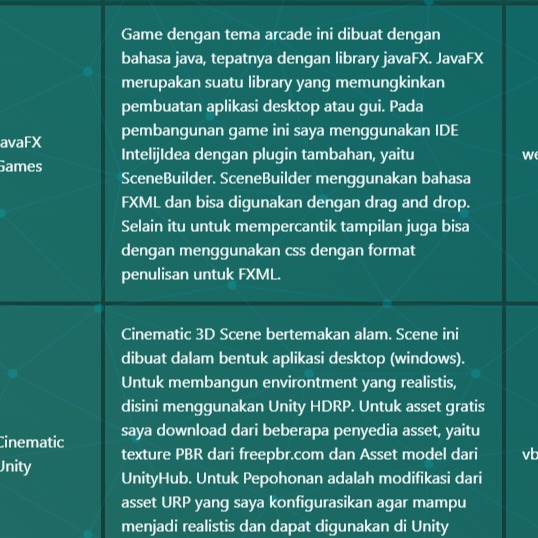 Game dengan tema arcade ini dibuat dengan
bahasa java, tepatnya dengan library javaFX. JavaFX
merupakan suatu library yang memungkinkan
pembuatan aplikasi desktop atau gui. Pada
pembangunan game ini saya menggunakan IDE
IntelijIdea dengan plugin tambahan, yaitu
SceneBuilder. SceneBuilder menggunakan bahasa
FXML dan bisa digunakan dengan drag and drop.
Selain itu untuk mempercantik tampilan juga bisa
dengan menggunakan css dengan format
penulisan untuk FXML.
avaFX
Games
we
Cinematic 3D Scene bertemakan alam. Scene ini
dibuat dalam bentuk aplikasi desktop (windows).
Untuk membangun environtment yang realistis,
disini menggunakan Unity HDRP. Untuk asset gratis
saya download dari beberapa penyedia asset, yaitu
texture PBR dari freepbr.com dan Asset model dari
UnityHub. Untuk Pepohonan adalah modifikasi dari
asset URP yang saya konfigurasikan agar mampu
menjadi realistis dan dapat digunakan di Unity
Cinematic
Unity
vb